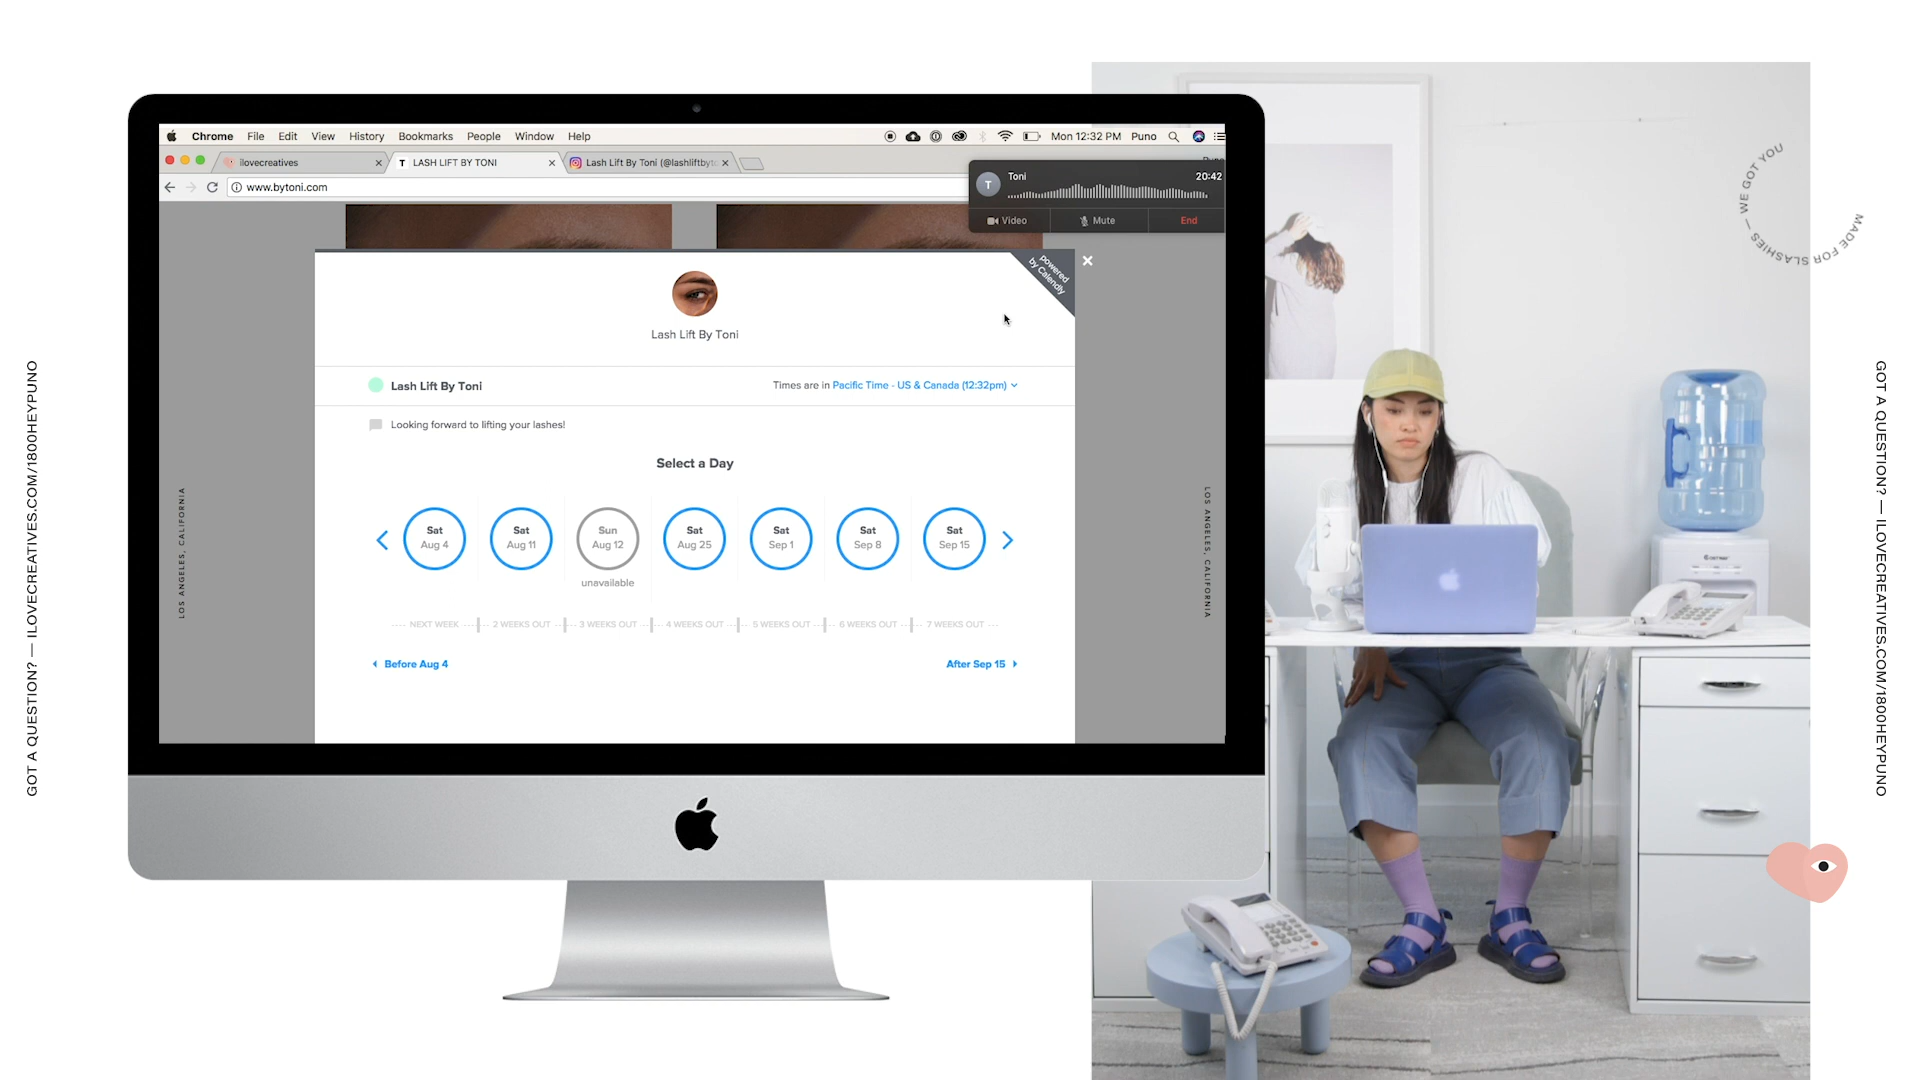 Chrome File Edit View History Bookmarks People Window Help
Mon 12:32 PM Puno
ilovecreatives
T LASH LIFT BY TONI
Lash Lift By Toni (@lashliftbyto
www.bytoni.com
T
Toni
20:42
Video
Mute
End
powered
by Calendly
Lash Lift By Toni
Lash Lift By Toni
Times are in Pacific Time - US & Canada (12:32pm)
Looking forward to lifting your lashes!
Select a Day
Sat
Aug 4
Sat
Aug 11
Sun
Aug 12
unavailable
Sat
Aug 25
Sat
Sep 1
Sat
Sep 8
Sat
Sep 15
NEXT WEEK
2 WEEKS OUT
3 WEEKS OUT
4 WEEKS OUT
5 WEEKS OUT
6 WEEKS OUT
7 WEEKS OUT
Before Aug 4
After Sep 15
LOS ANGELES, CALIFORNIA
LOS ANGELES, CALIFORNIA
GOT A QUESTION? — ILOVECREATIVES.COM/1800HEYPUNO
GOT A QUESTION? — ILOVECREATIVES.COM/1800HEYPUNO
MADE FOR SLASHIES — WE GOT YOU